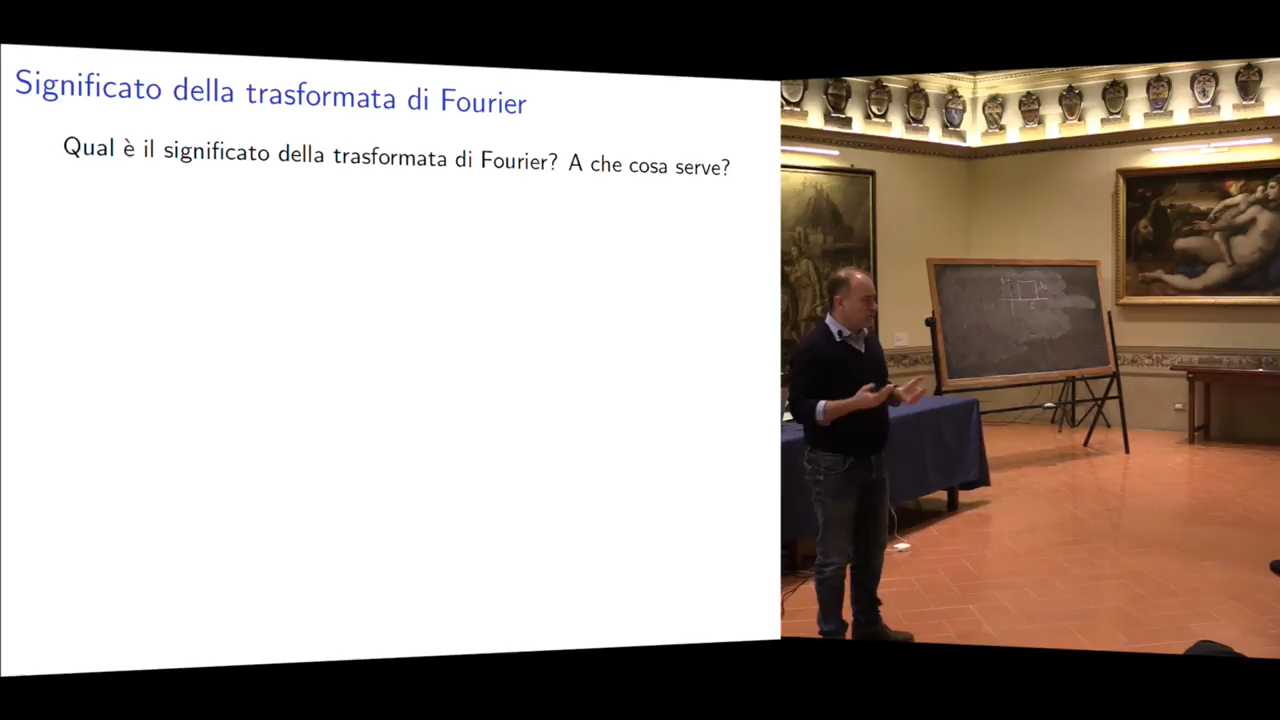 Significato della trasformata di Fourier
Qual è il significato della trasformata di Fourier? A che cosa serve?